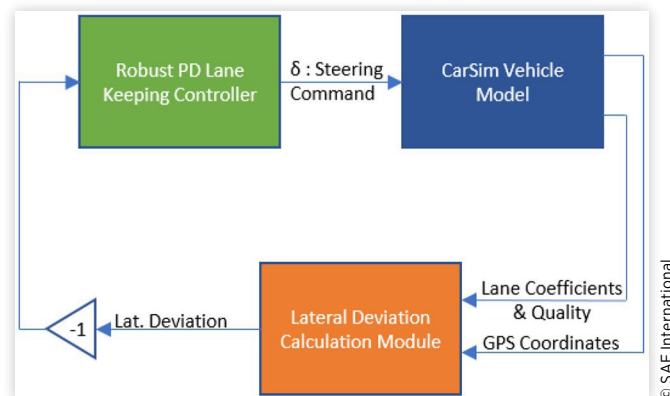 Robust PD Lane
Keeping Controller
δ : Steering
Command
CarSim Vehicle
Model
Lane Coefficients
& Quality
GPS Coordinates
Lateral Deviation
Calculation Module
Lat. Deviation
-1
© SAE International